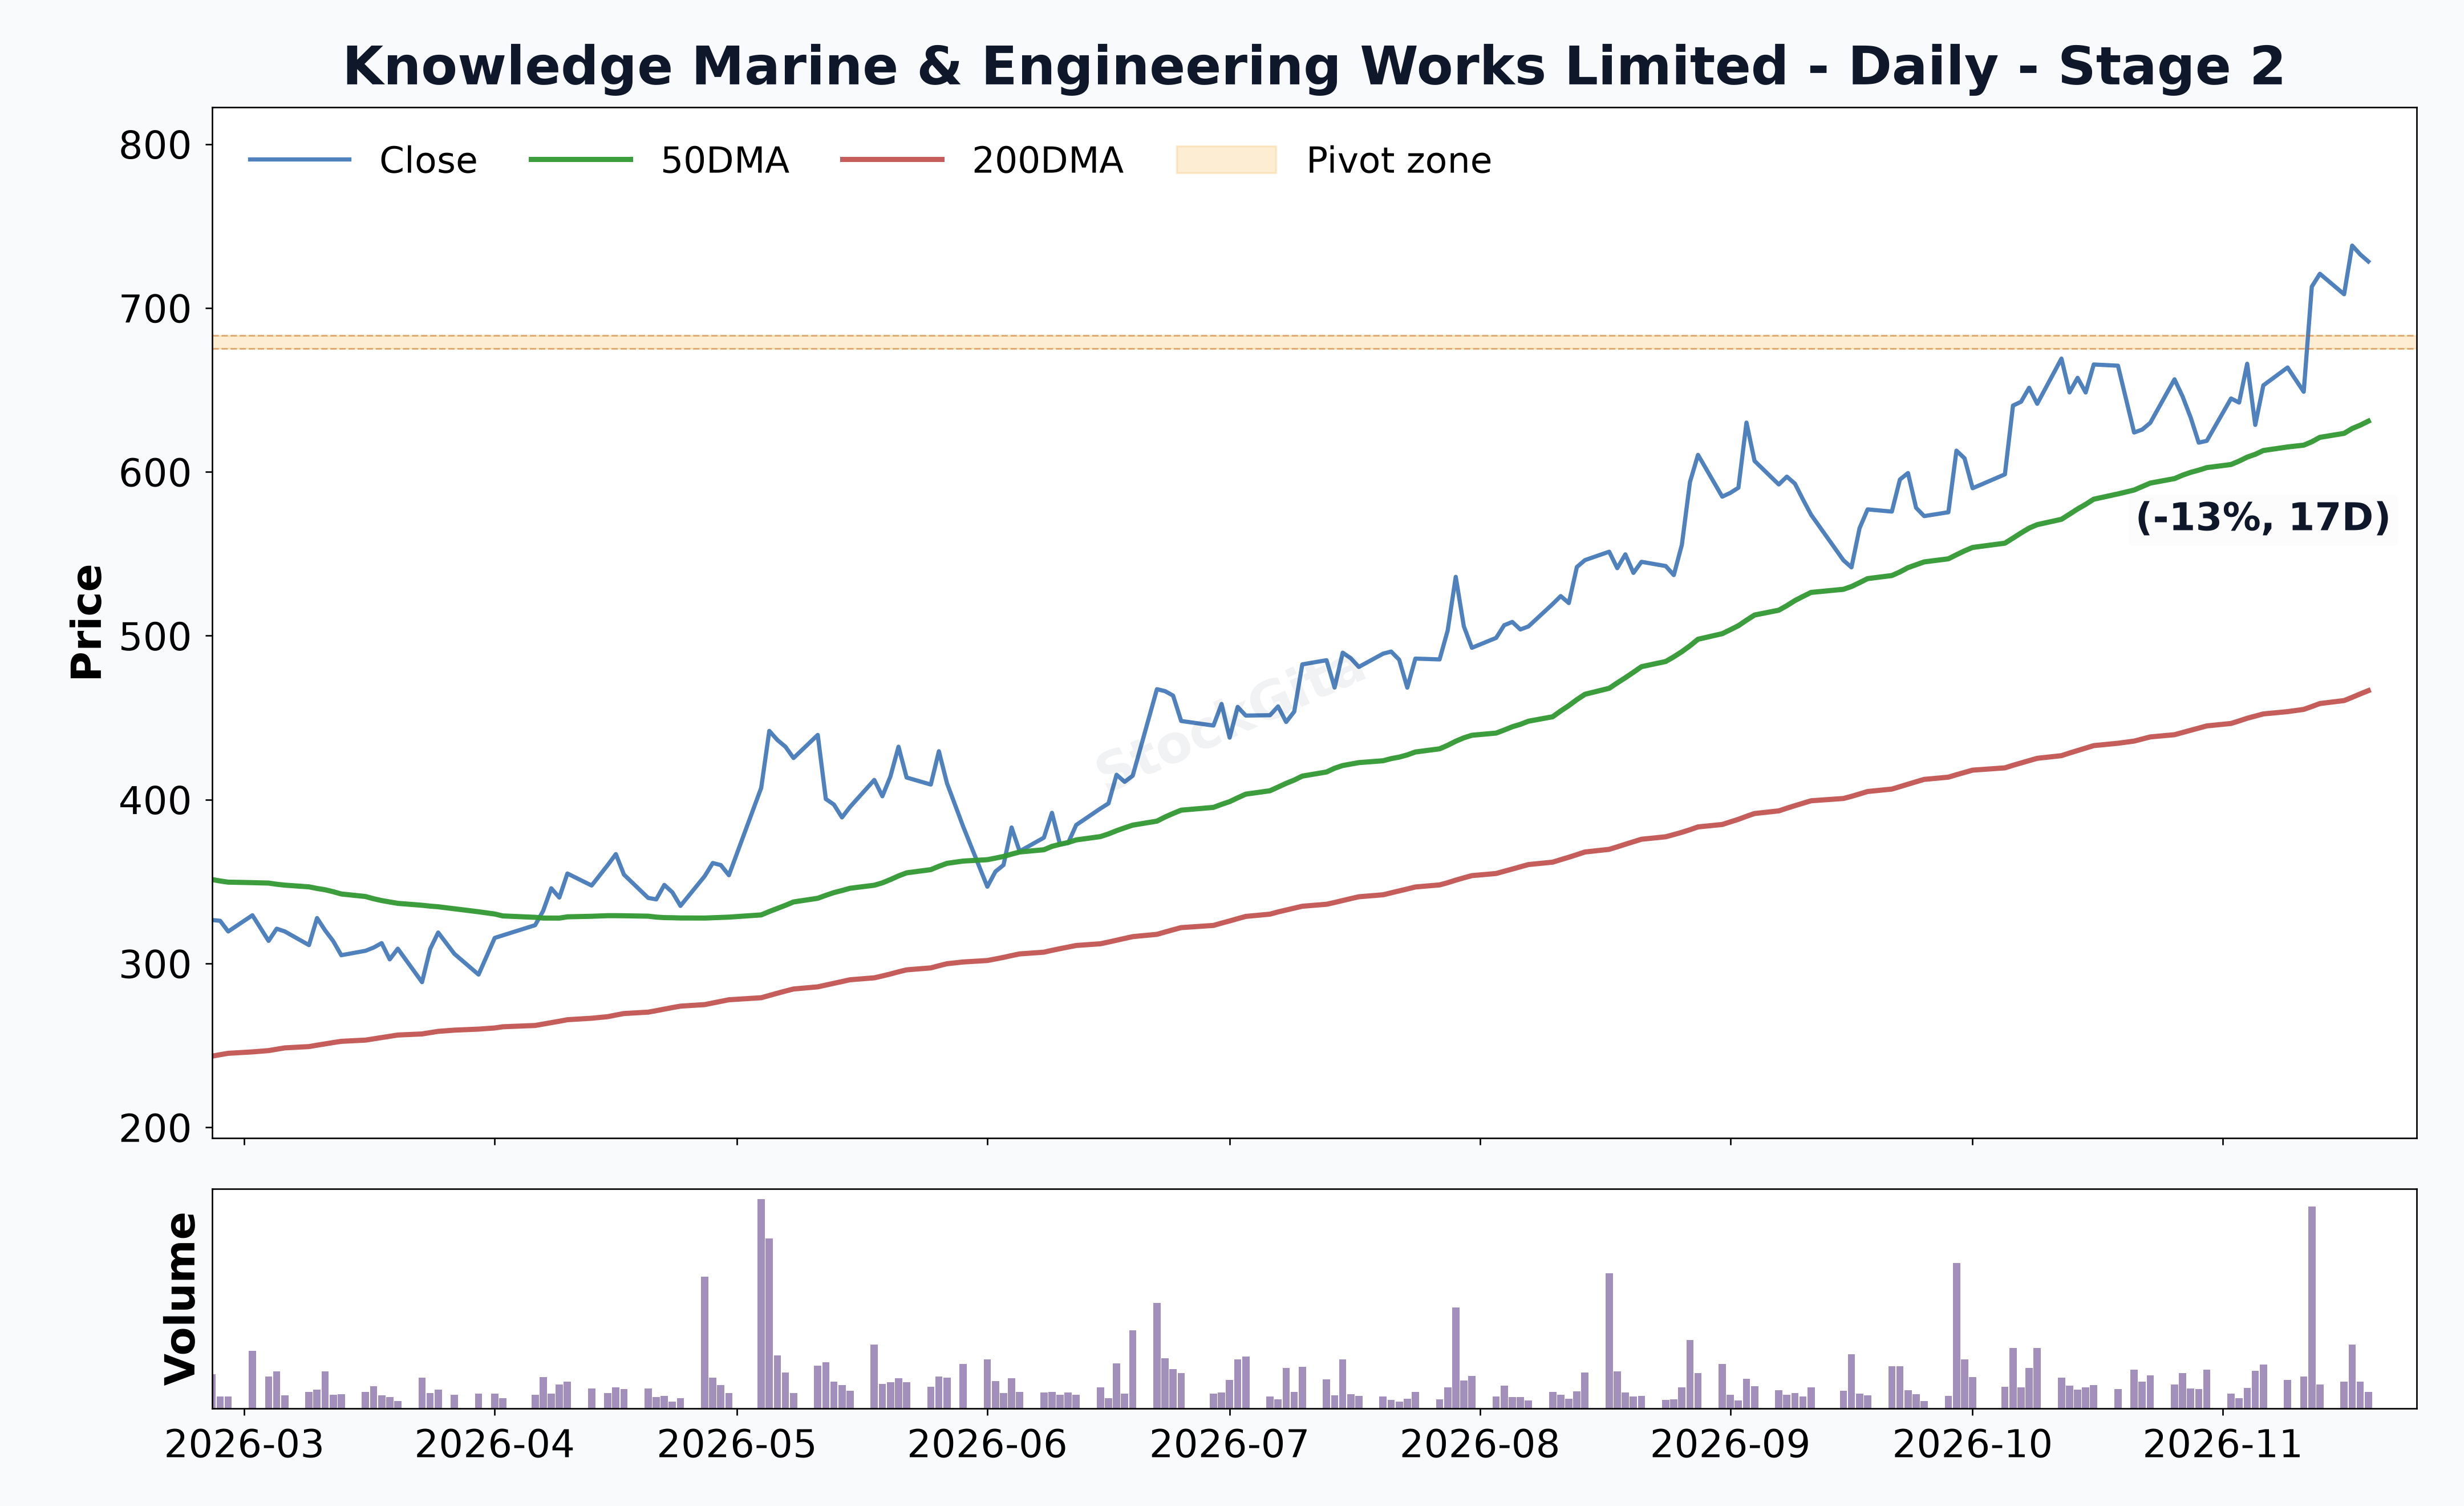 Knowledge Marine & Engineering Works Limited - Daily - Stage 2
Close 50DMA 200DMA Pivot zone
800
700
600
500
400
300
200
Price
(-13%, 17D)
StockGita
Volume
2026-03 2026-04 2026-05 2026-06 2026-07 2026-08 2026-09 2026-10 2026-11